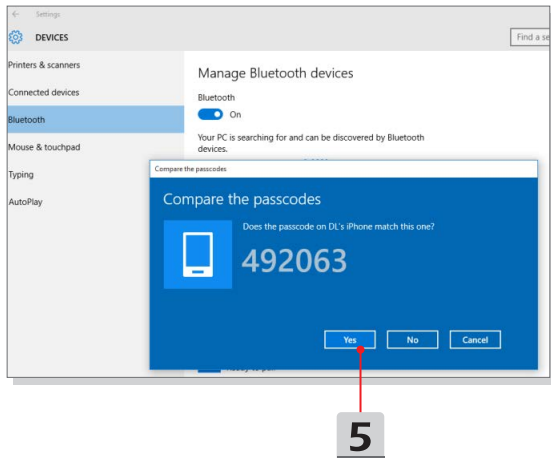 Settings
DEVICES
Find a se
Printers & scanners
Connected devices
Bluetooth
Mouse & touchpad
Typing
AutoPlay
Manage Bluetooth devices
Bluetooth
On
Your PC is searching for and can be discovered by Bluetooth
devices.
Compare the passcodes
Compare the passcodes
Does the passcode on DL's iPhone match this one?
492063
Yes No Cancel
5